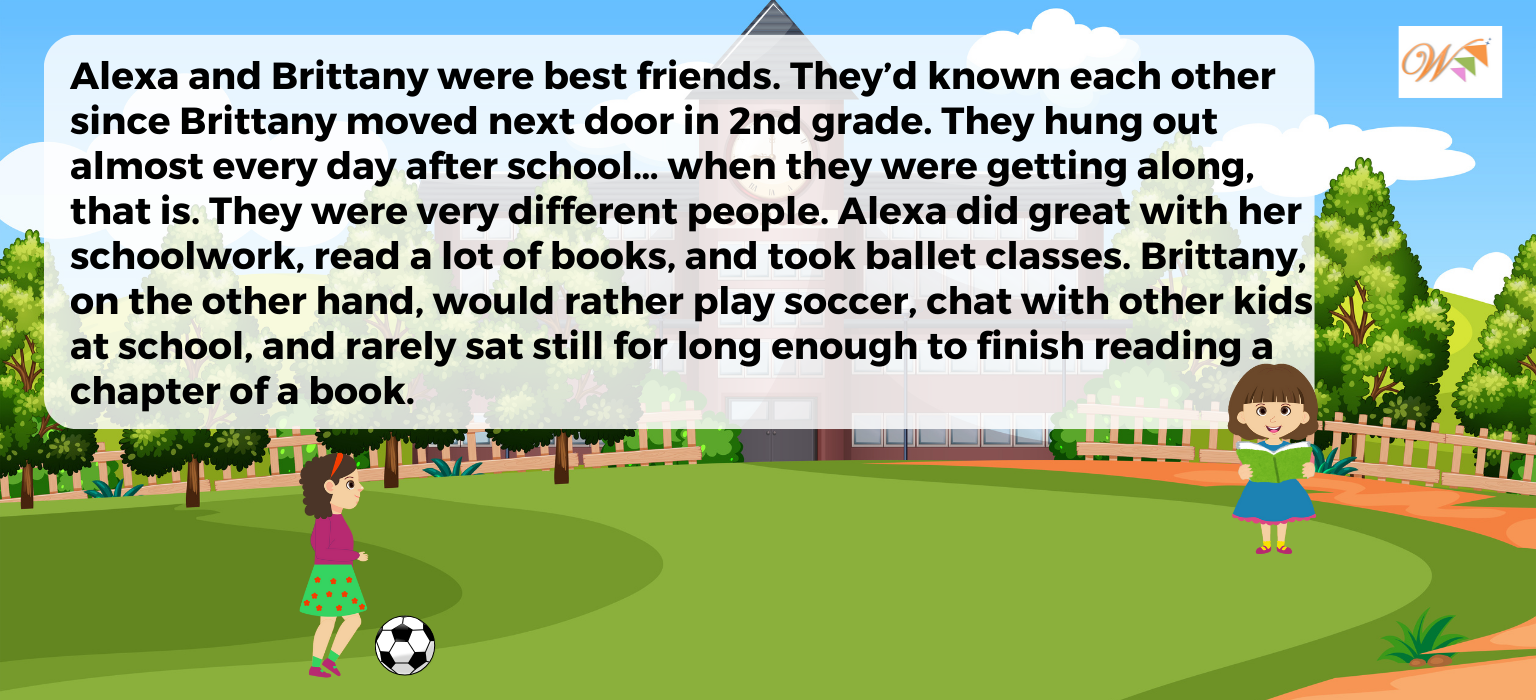 Alexa and Brittany were best friends. They’d known each other
since Brittany moved next door in 2nd grade. They hung out
almost every day after school... when they were getting along,
that is. They were very different people. Alexa did great with her
schoolwork, read a lot of books, and took ballet classes. Brittany,
on the other hand, would rather play soccer, chat with other kids
at school, and rarely sat still for long enough to finish reading a
chapter of a book.
W